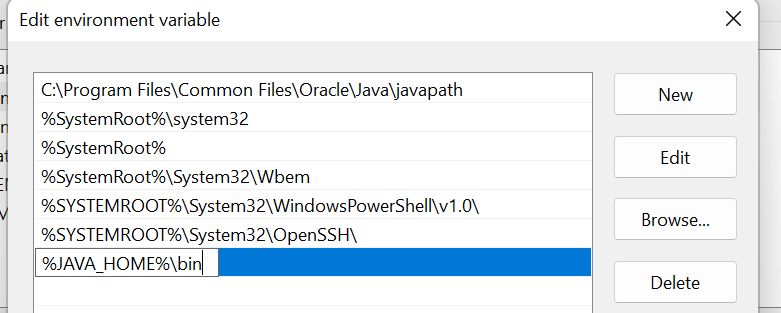 Edit environment variable
C:\Program Files\Common Files\Oracle\Java\javapath
New
%SystemRoot%\system32
%SystemRoot%
Edit
%SystemRoot%\System32\Wbem
%SYSTEMROOT%\System32\WindowsPowerShell\v1.0\
Browse...
%SYSTEMROOT%\System32\OpenSSH\
%JAVA_HOME%\bin
Delete